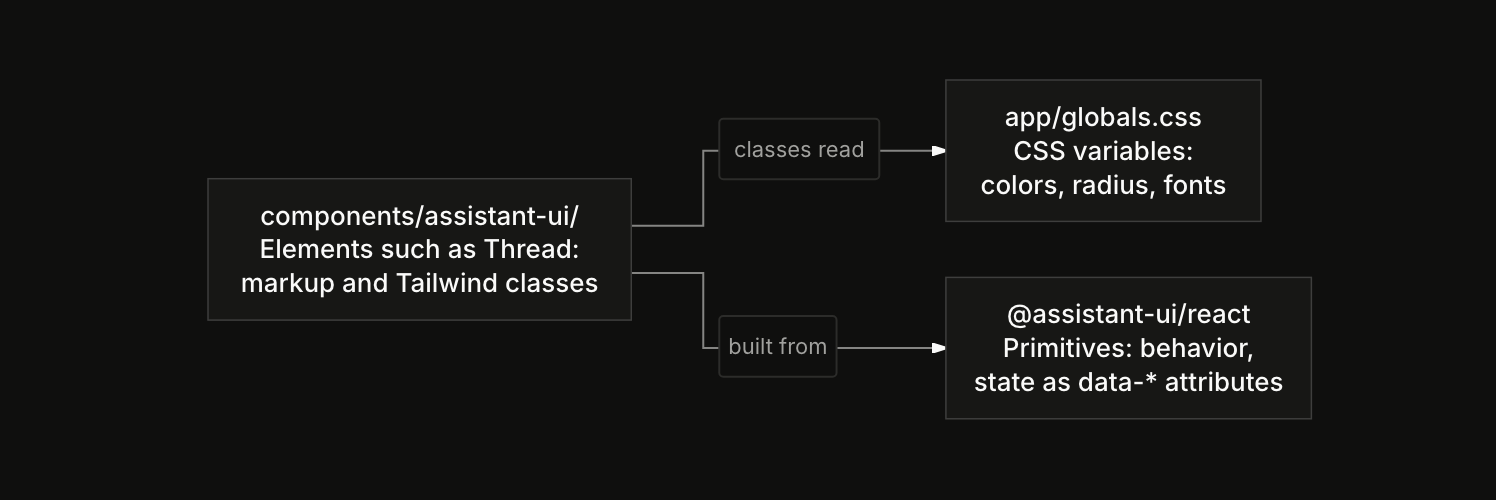 components/assistant-ui/
Elements such as Thread:
markup and Tailwind classes
classes read
app/globals.css
CSS variables:
colors, radius, fonts
built from
@assistant-ui/react
Primitives: behavior,
state as data-* attributes